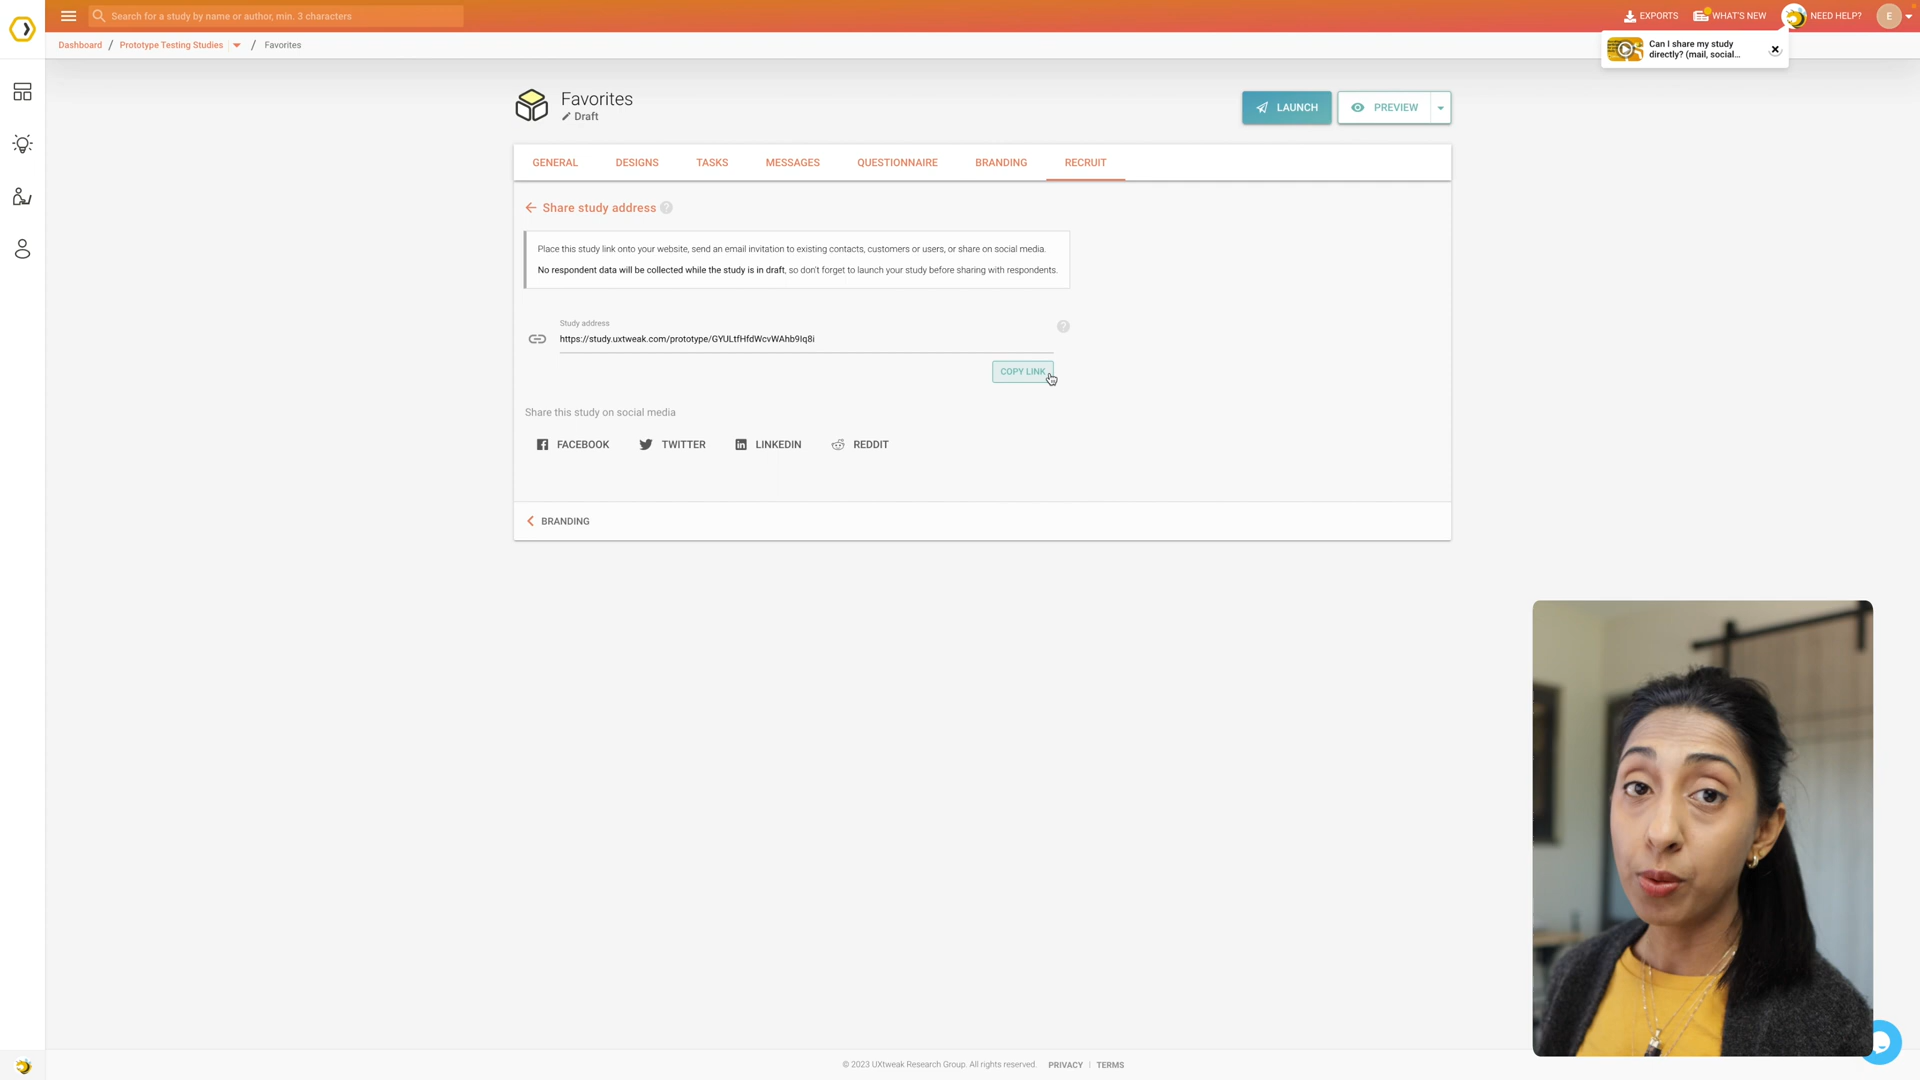 Search for a study by name or author, min. 3 characters
EXPORTS
WHAT'S NEW
NEED HELP?
E
Dashboard / Prototype Testing Studies / Favorites
Can I share my study
directly? (mail, social...
Favorites
Draft
LAUNCH
PREVIEW
GENERAL
DESIGNS
TASKS
MESSAGES
QUESTIONNAIRE
BRANDING
RECRUIT
Share study address
Place this study link onto your website, send an email invitation to existing contacts, customers or users, or share on social media.
No respondent data will be collected while the study is in draft, so don't forget to launch your study before sharing with respondents.
Study address
https://study.uxtweak.com/prototype/GYULtfHfdWcvWAhb9Iq8i
COPY LINK
Share this study on social media
FACEBOOK
TWITTER
LINKEDIN
REDDIT
BRANDING
© 2023 UXtweak Research Group. All rights reserved. PRIVACY | TERMS